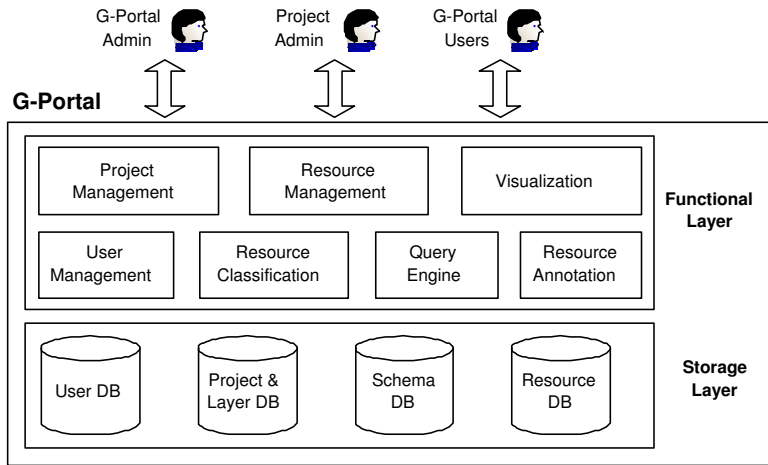 G-Portal
Admin
Project
Admin
G-Portal
Users
G-Portal
Project
Management
Resource
Management
Visualization
Functional
Layer
User
Management
Resource
Classification
Query
Engine
Resource
Annotation
User DB
Project &
Layer DB
Schema
DB
Resource
DB
Storage
Layer